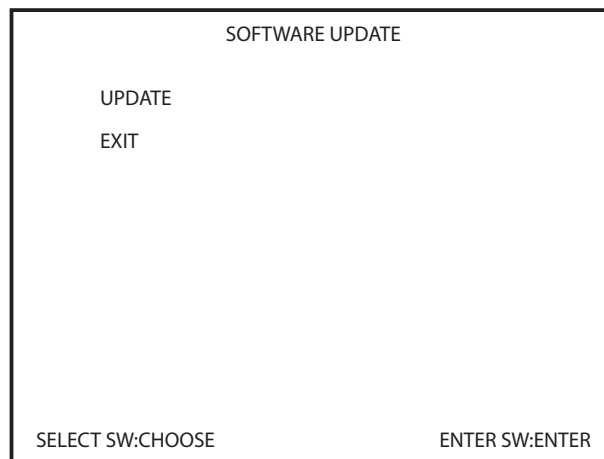 SOFTWARE UPDATE
UPDATE
EXIT
SELECT SW:CHOOSE ENTER SW:ENTER